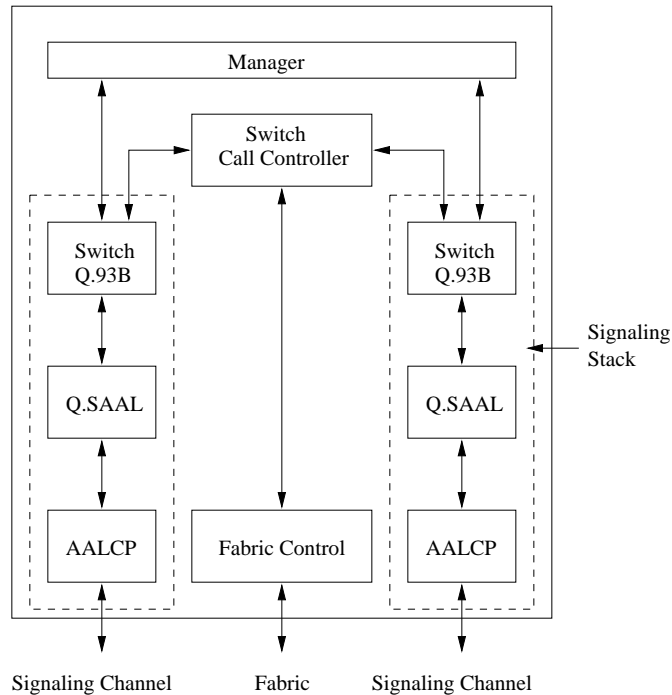 Manager
Switch
Call Controller
Switch
Q.93B
Switch
Q.93B
Signaling
Stack
Q.SAAL
Q.SAAL
AALCP
Fabric Control
AALCP
Signaling Channel
Fabric
Signaling Channel